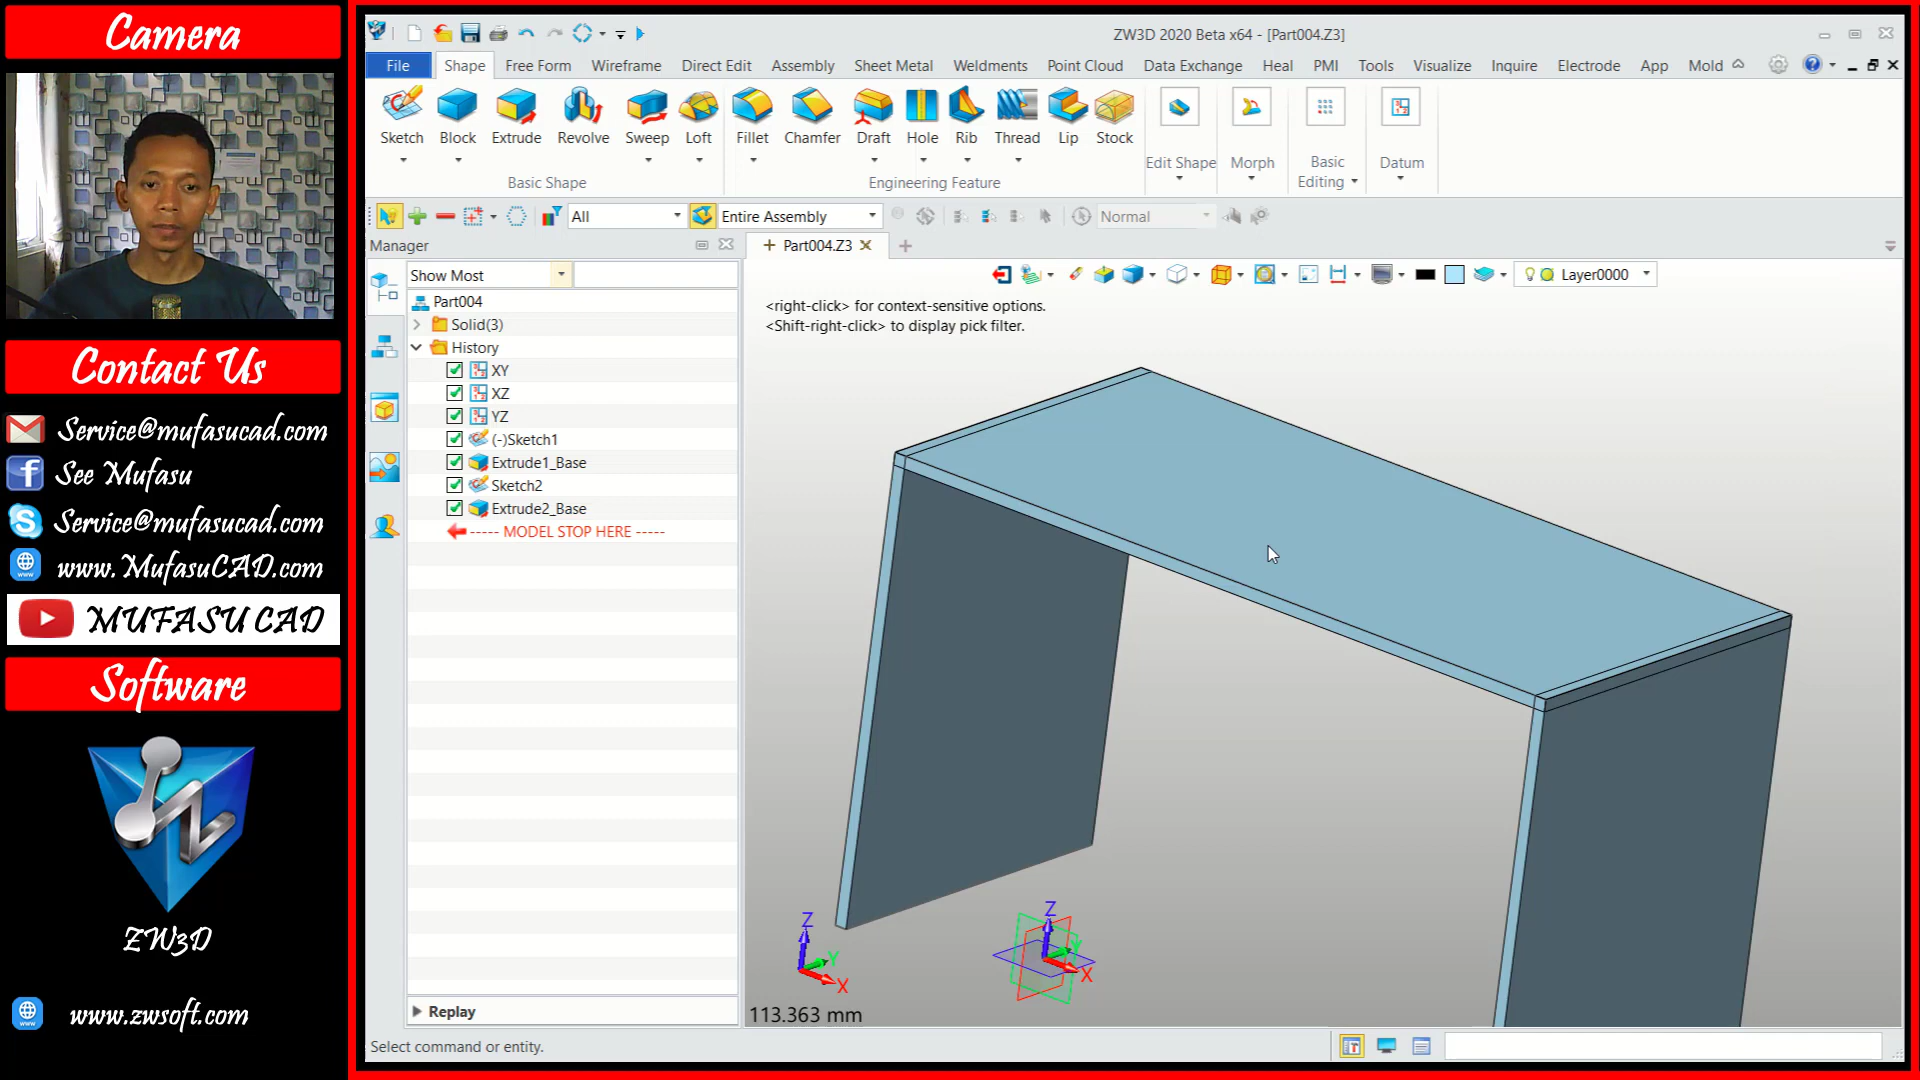 Camera
Contact Us
Service@mufasucad.com
See Mufasu
Service@mufasucad.com
www.MufasuCAD.com
MUFASU CAD
Software
ZW3D
www.zwsoft.com
ZW3D 2020 Beta x64 - [Part004.Z3]
File Shape Free Form Wireframe Direct Edit Assembly Sheet Metal Weldments Point Cloud Data Exchange Heal PMI Tools Visualize Inquire Electrode App Mold
Sketch Block Extrude Revolve Sweep Loft Fillet Chamfer Draft Hole Rib Thread Lip Stock
Edit Shape Morph Basic Editing Datum
Basic Shape Engineering Feature
All Entire Assembly Normal
Manager
Part004.Z3
Show Most
Layer0000
Part004
Solid(3)
History
XY
XZ
YZ
(-)Sketch1
Extrude1_Base
Sketch2
Extrude2_Base
----- MODEL STOP HERE -----
Replay
<right-click> for context-sensitive options.
<Shift-right-click> to display pick filter.
Z
Y
X
Z
Y
X
113.363 mm
Select command or entity.